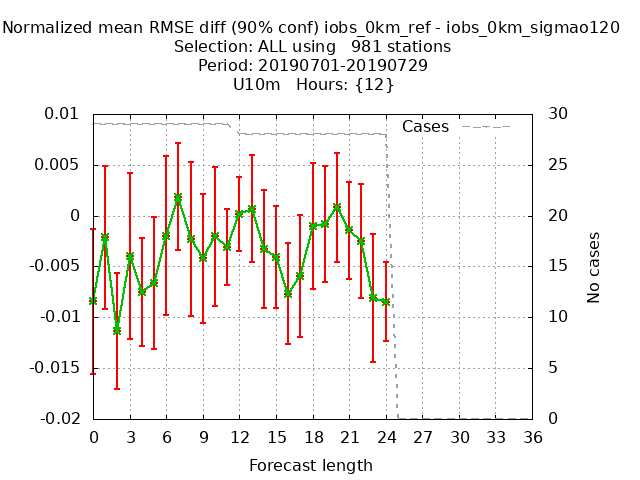 Normalized mean RMSE diff (90% conf) iobs_0km_ref - iobs_0km_sigmao120
Selection: ALL using   981 stations
Period: 20190701-20190729
U10m   Hours: {12}
Cases
0.01
0.005
0
-0.005
-0.01
-0.015
-0.02
30
25
20
15
10
5
0
No cases
0 3 6 9 12 15 18 21 24 27 30 33 36
Forecast length